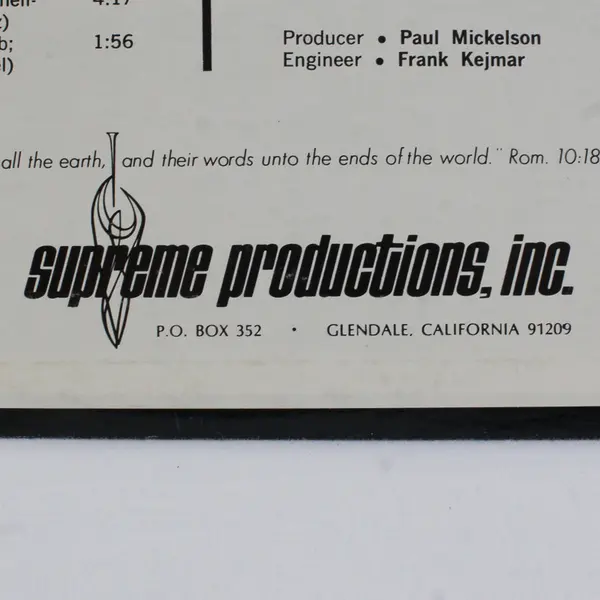 4:17
b; 1:56
Producer • Paul Mickelson
Engineer • Frank Kejmar
all the earth, and their words unto the ends of the world." Rom. 10:18
supreme productions, inc.
P.O. BOX 352 • GLENDALE, CALIFORNIA 91209